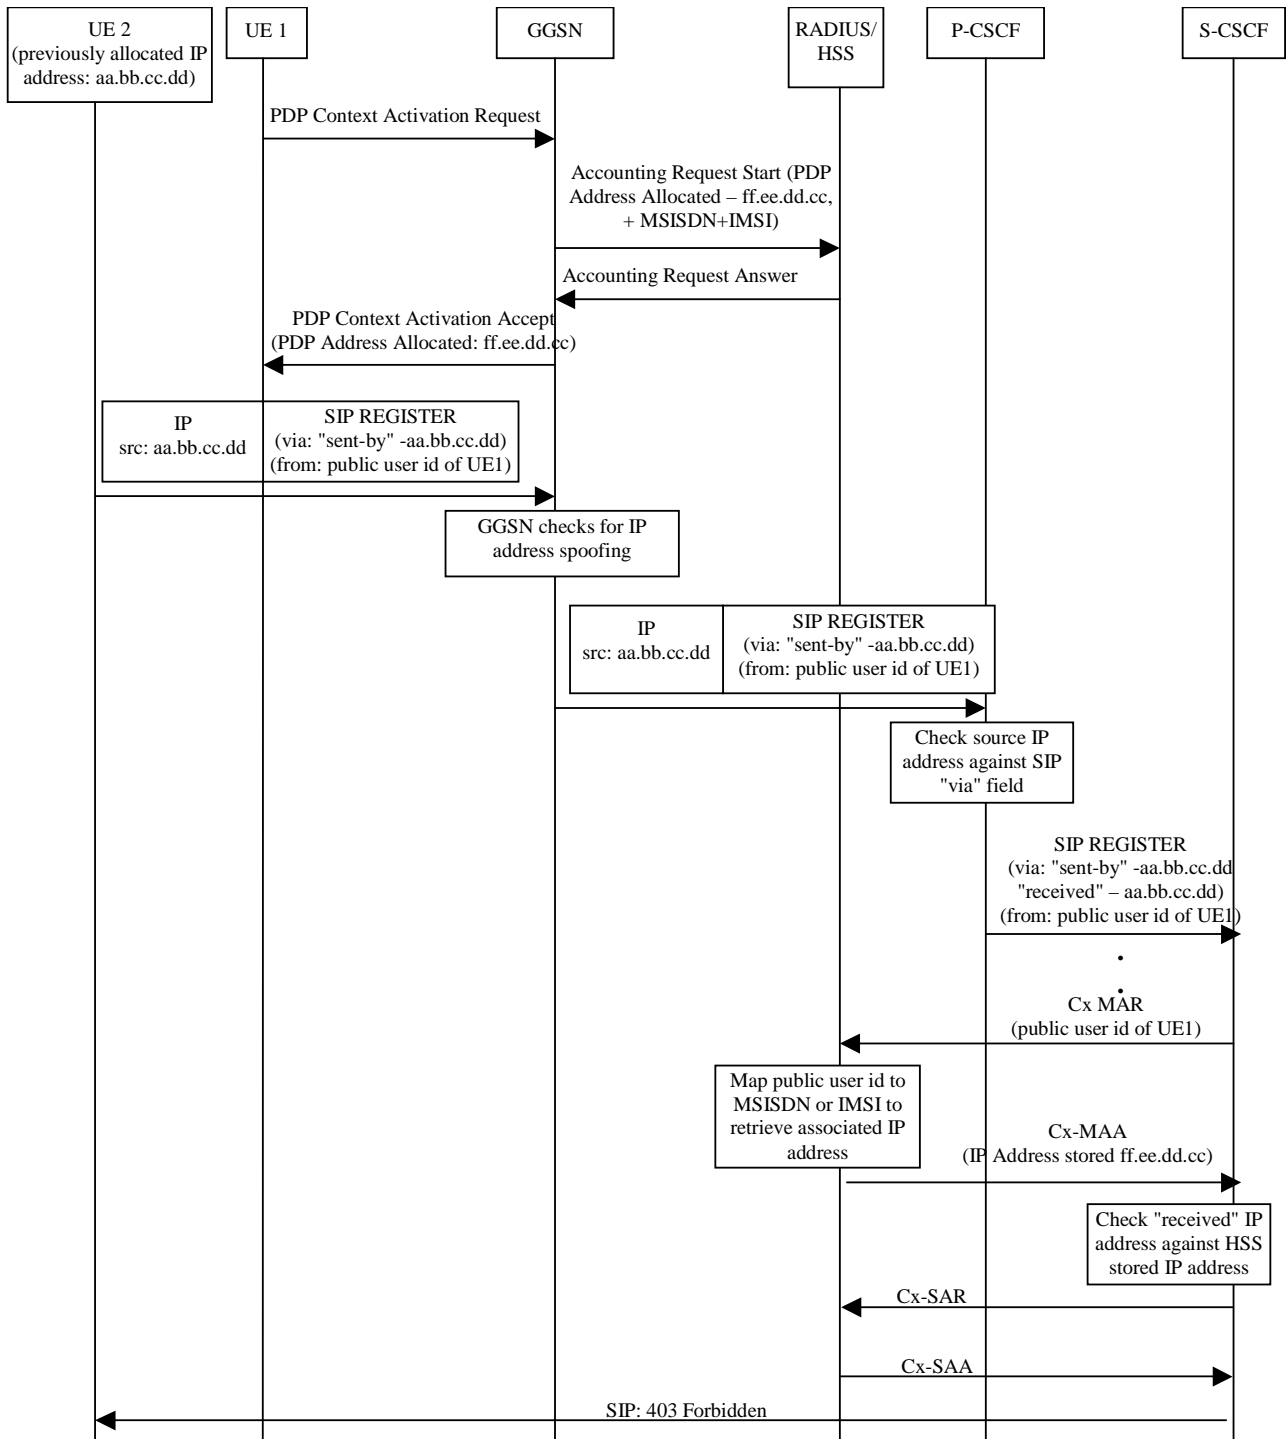 UE 2
(previously allocated IP
address: aa.bb.cc.dd)
UE 1
GGSN
RADIUS/
HSS
P-CSCF
S-CSCF
PDP Context Activation Request
Accounting Request Start (PDP
Address Allocated – ff.ee.dd.cc,
+ MSISDN+IMSI)
Accounting Request Answer
PDP Context Activation Accept
(PDP Address Allocated: ff.ee.dd.cc)
IP
src: aa.bb.cc.dd
SIP REGISTER
(via: "sent-by" -aa.bb.cc.dd)
(from: public user id of UE1)
GGSN checks for IP
address spoofing
IP
src: aa.bb.cc.dd
SIP REGISTER
(via: "sent-by" -aa.bb.cc.dd)
(from: public user id of UE1)
Check source IP
address against SIP
"via" field
SIP REGISTER
(via: "sent-by" -aa.bb.cc.dd
"received" – aa.bb.cc.dd)
(from: public user id of UE1)
.
.
Cx MAR
(public user id of UE1)
Map public user id to
MSISDN or IMSI to
retrieve associated IP
address
Cx-MAA
(IP Address stored ff.ee.dd.cc)
Check "received" IP
address against HSS
stored IP address
Cx-SAR
Cx-SAA
SIP: 403 Forbidden